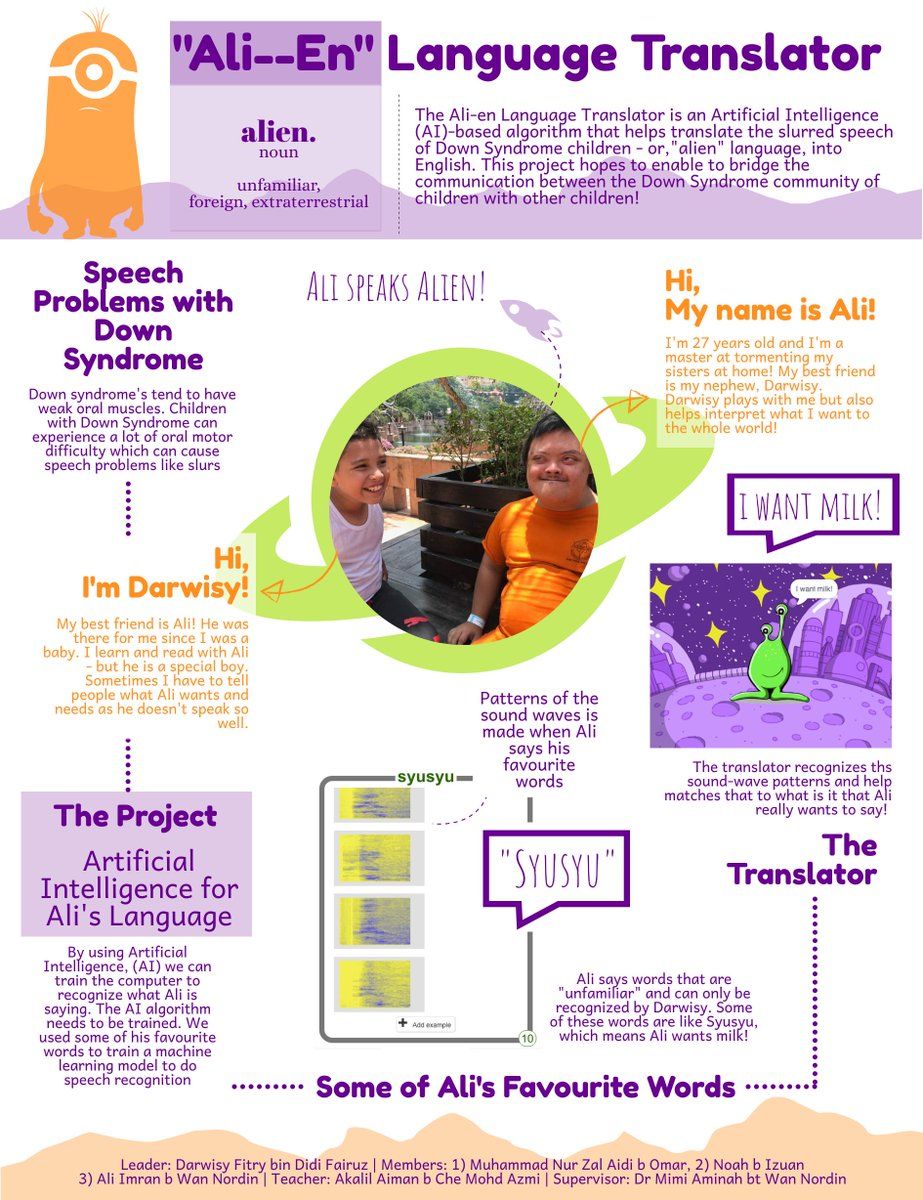 "Ali--En" Language Translator
alien.
noun
unfamiliar,
foreign, extraterrestrial
The Ali-en Language Translator is an Artificial Intelligence
(AI)-based algorithm that helps translate the slurred speech
of Down Syndrome children - or,"alien" language, into
English. This project hopes to enable to bridge the
communication between the Down Syndrome community of
children with other children!
Speech
Problems with
Down
Syndrome
Down syndrome's tend to have
weak oral muscles. Children
with Down Syndrome can
experience a lot of oral motor
difficulty which can cause
speech problems like slurs
Ali speaks Alien!
Hi,
My name is Ali!
I'm 27 years old and I'm a
master at tormenting my
sisters at home! My best friend
is my nephew, Darwisy.
Darwisy plays with me but also
helps interpret what I want to
the whole world!
Hi,
I'm Darwisy!
My best friend is Ali! He was
there for me since I was a
baby. I learn and read with Ali
- but he is a special boy.
Sometimes I have to tell
people what Ali wants and
needs as he doesn't speak so
well.
I want milk!
I want milk!
The translator recognizes ths
sound-wave patterns and help
matches that to what is it that Ali
really wants to say!
The
Translator
Patterns of the
sound waves is
made when Ali
says his
favourite
words
syusyu
"Syusyu"
+ Add example
10
Ali says words that are
"unfamiliar" and can only be
recognized by Darwisy. Some
of these words are like Syusyu,
which means Ali wants milk!
The Project
Artificial
Intelligence for
Ali's Language
By using Artificial
Intelligence, (AI) we can
train the computer to
recognize what Ali is
saying. The AI algorithm
needs to be trained. We
used some of his favourite
words to train a machine
learning model to do
speech recognition
Some of Ali's Favourite Words
Leader: Darwisy Fitry bin Didi Fairuz | Members: 1) Muhammad Nur Zal Aidi b Omar, 2) Noah b Izuan
3) Ali Imran b Wan Nordin | Teacher: Akalil Aiman b Che Mohd Azmi | Supervisor: Dr Mimi Aminah bt Wan Nordin